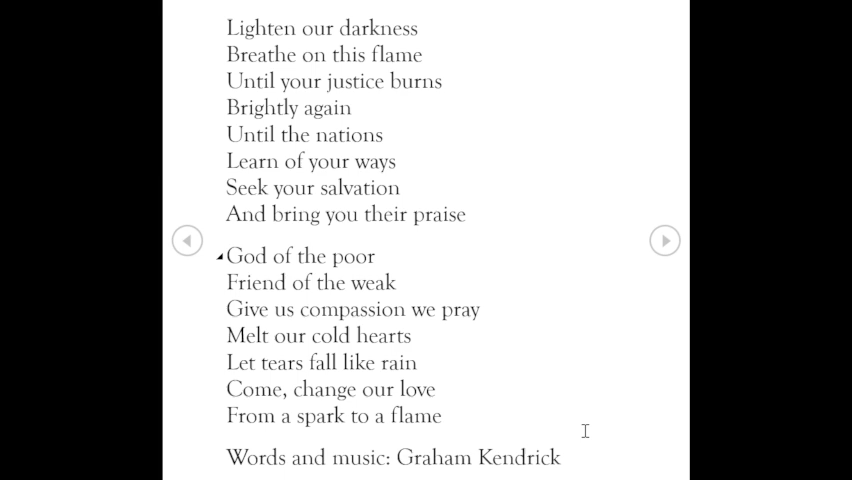 Lighten our darkness
Breathe on this flame
Until your justice burns
Brightly again
Until the nations
Learn of your ways
Seek your salvation
And bring you their praise
God of the poor
Friend of the weak
Give us compassion we pray
Melt our cold hearts
Let tears fall like rain
Come, change our love
From a spark to a flame
Words and music: Graham Kendrick